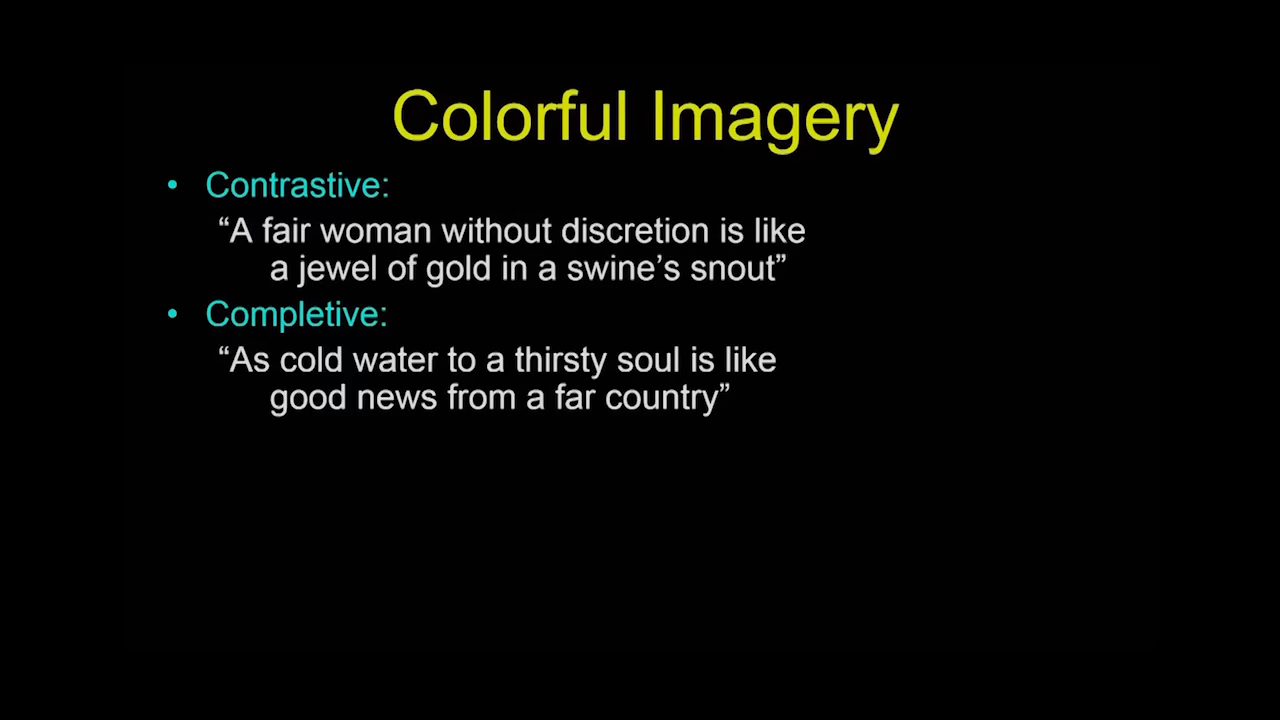 Colorful Imagery
• Contrastive:
“A fair woman without discretion is like
a jewel of gold in a swine’s snout”
• Completive:
“As cold water to a thirsty soul is like
good news from a far country”